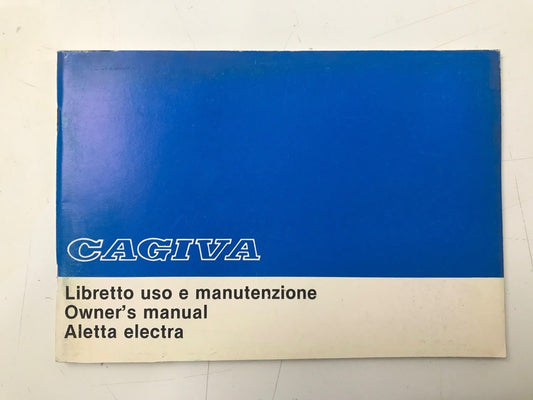 CAGIVA
Libretto uso e manutenzione
Owner's manual
Aletta electra